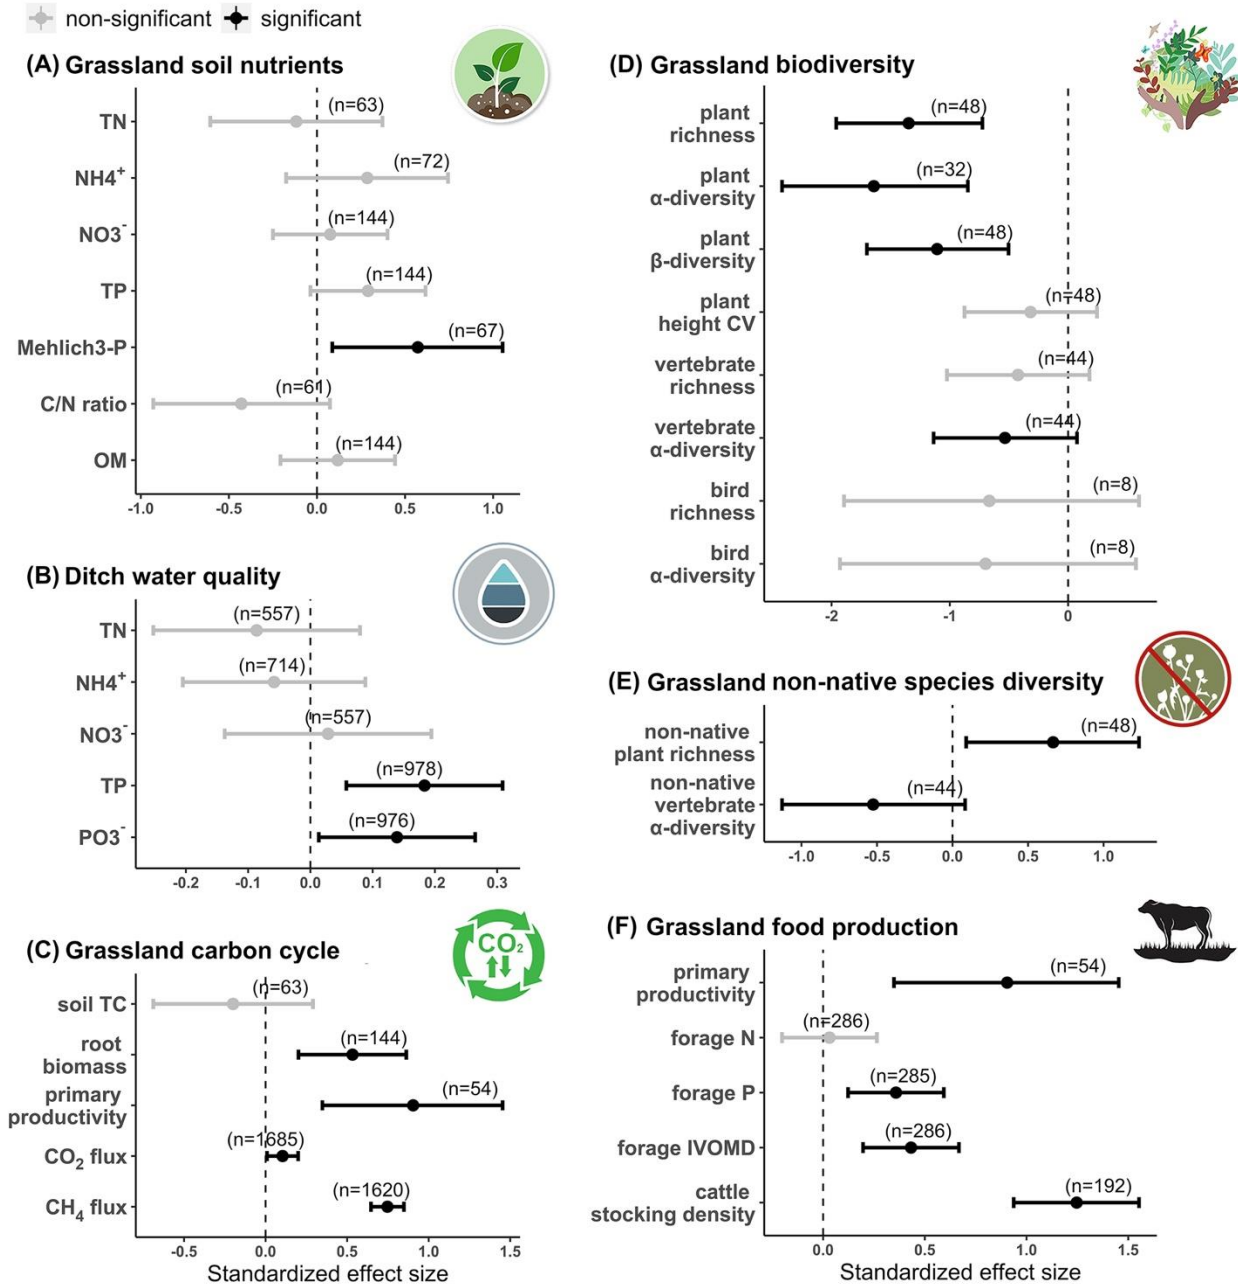 non-significant significant
(A) Grassland soil nutrients
TN
(n=63)
NH4⁺
(n=72)
NO3⁻
(n=144)
TP
(n=144)
Mehlich3-P
(n=67)
C/N ratio
(n=61)
OM
(n=144)
-1.0 -0.5 0.0 0.5 1.0
(B) Ditch water quality
TN
(n=557)
NH4⁺
(n=714)
NO3⁻
(n=557)
TP
(n=978)
PO3⁻
(n=976)
-0.2 -0.1 0.0 0.1 0.2 0.3
(C) Grassland carbon cycle
CO₂
soil TC
(n=63)
root
biomass
(n=144)
primary
productivity
(n=54)
CO₂ flux
(n=1685)
CH₄ flux
(n=1620)
-0.5 0.0 0.5 1.0 1.5
Standardized effect size
(D) Grassland biodiversity
plant
richness
(n=48)
plant
α-diversity
(n=32)
plant
β-diversity
(n=48)
plant
height CV
(n=48)
vertebrate
richness
(n=44)
vertebrate
α-diversity
(n=44)
bird
richness
(n=8)
bird
α-diversity
(n=8)
-2 -1 0
(E) Grassland non-native species diversity
non-native
plant richness
(n=48)
non-native
vertebrate
α-diversity
(n=44)
-1.0 -0.5 0.0 0.5 1.0
(F) Grassland food production
primary
productivity
(n=54)
forage N
(n=286)
forage P
(n=285)
forage IVOMD
(n=286)
cattle
stocking density
(n=192)
0.0 0.5 1.0 1.5
Standardized effect size